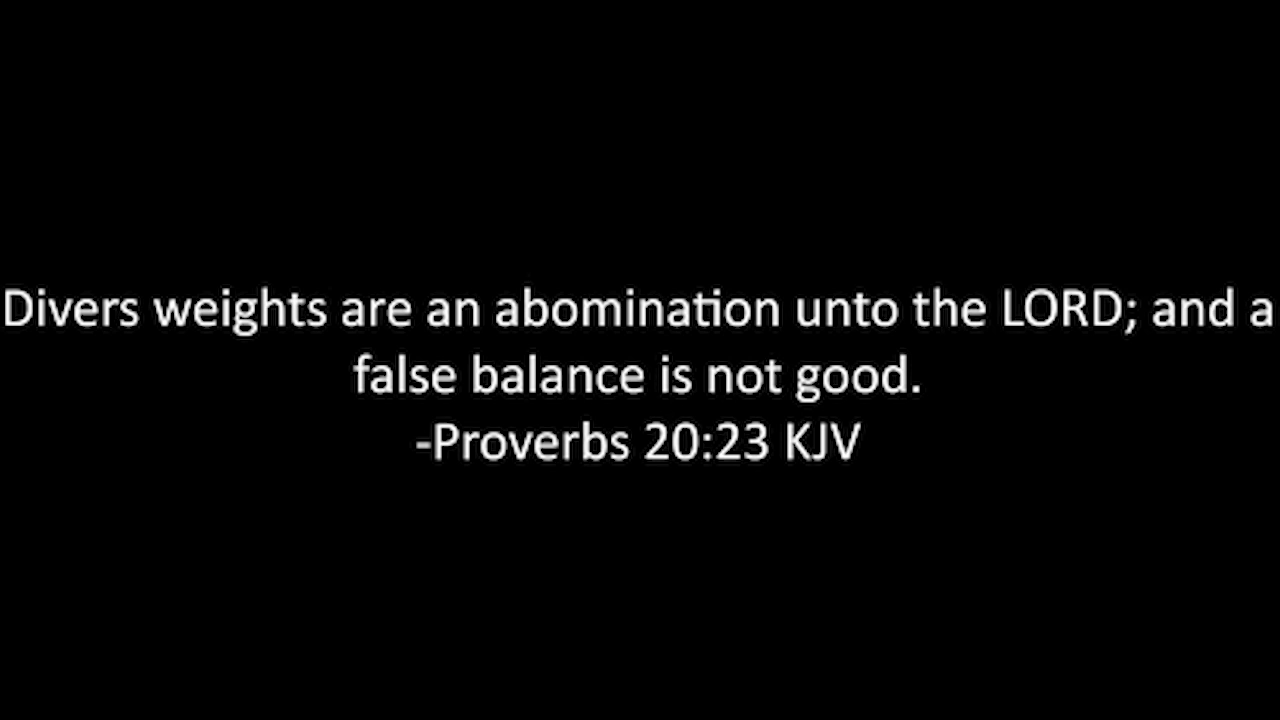 Divers weights are an abomination unto the LORD; and a
false balance is not good.
-Proverbs 20:23 KJV